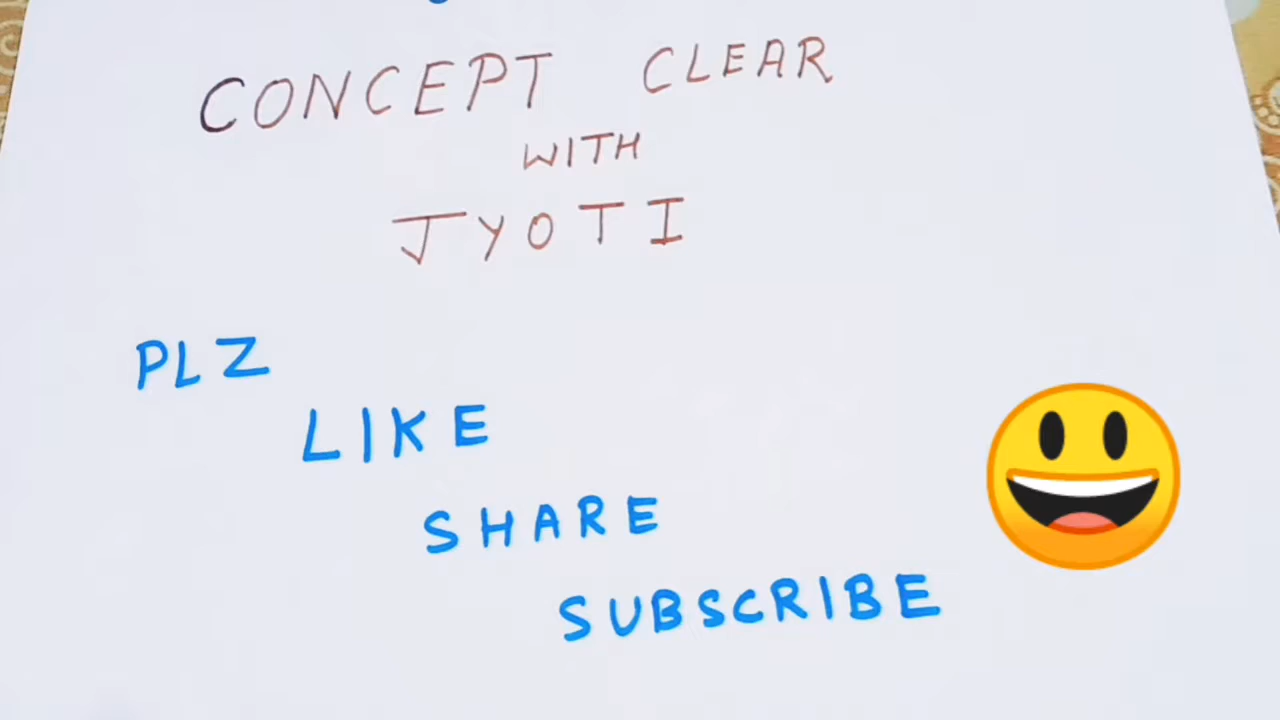 CONCEPT CLEAR
WITH
JYOTI
PLZ
LIKE
SHARE
SUBSCRIBE